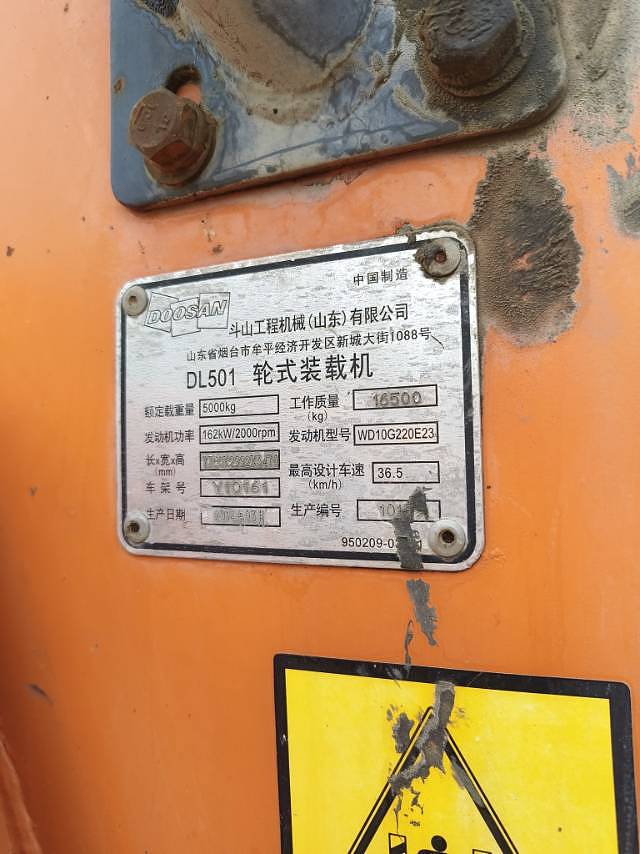 中国制造
DOOSAN 斗山工程机械(山东)有限公司
山东省烟台市牟平经济开发区新城大街1088号
DL501 轮式装载机
额定载重量 5000kg 工作质量(kg) 16500
发动机功率 162kW/2000rpm 发动机型号 WD10G220E23
长×宽×高(mm) 最高设计车速(km/h) 36.5
车架号 Y10161 生产编号
生产日期